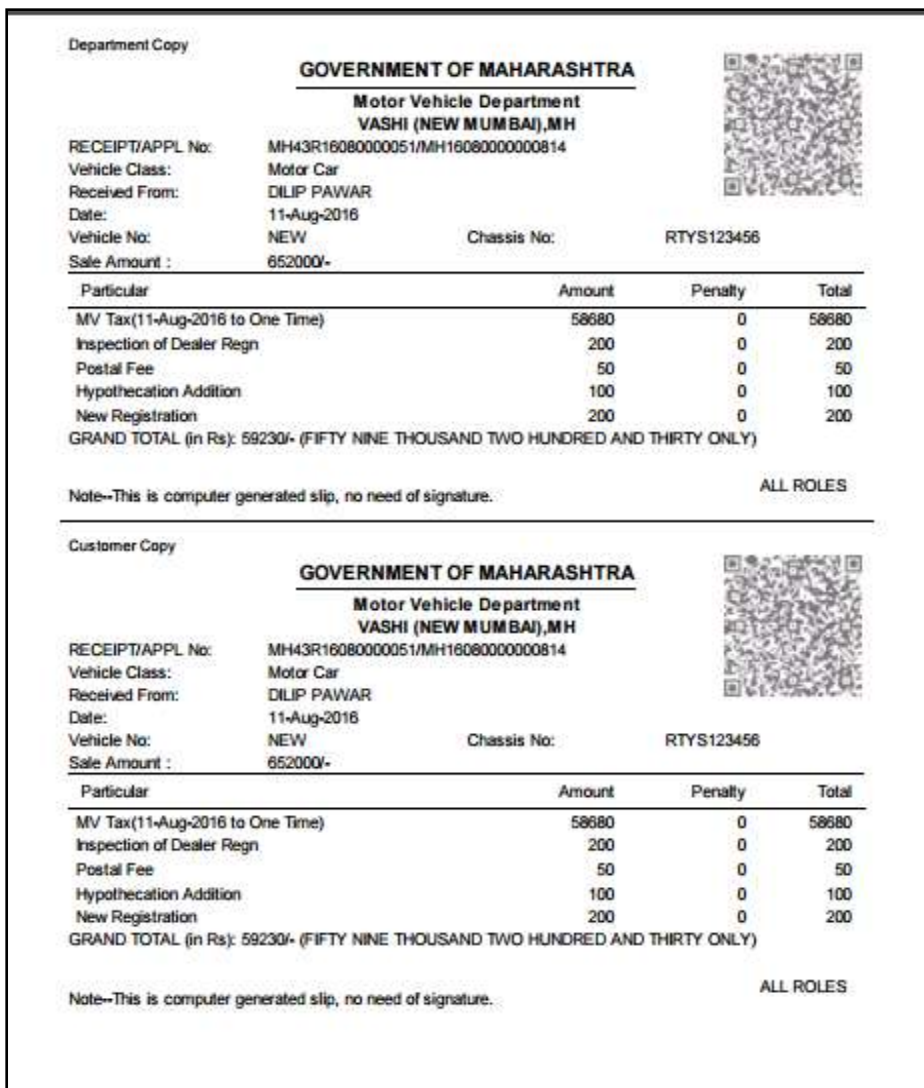 Department Copy
GOVERNMENT OF MAHARASHTRA
Motor Vehicle Department
VASHI (NEW MUMBAI),MH
RECEIPT/APPL No: MH43R16080000051/MH16080000000814
Vehicle Class: Motor Car
Received From: DILIP PAWAR
Date: 11-Aug-2016
Vehicle No: NEW Chassis No: RTYS123456
Sale Amount : 652000/-
Particular Amount Penalty Total
MV Tax(11-Aug-2016 to One Time) 58680 0 58680
Inspection of Dealer Regn 200 0 200
Postal Fee 50 0 50
Hypothecation Addition 100 0 100
New Registration 200 0 200
GRAND TOTAL (in Rs): 59230/- (FIFTY NINE THOUSAND TWO HUNDRED AND THIRTY ONLY)
ALL ROLES
Note--This is computer generated slip, no need of signature.
Customer Copy
GOVERNMENT OF MAHARASHTRA
Motor Vehicle Department
VASHI (NEW MUMBAI),MH
RECEIPT/APPL No: MH43R16080000051/MH16080000000814
Vehicle Class: Motor Car
Received From: DILIP PAWAR
Date: 11-Aug-2016
Vehicle No: NEW Chassis No: RTYS123456
Sale Amount : 652000/-
Particular Amount Penalty Total
MV Tax(11-Aug-2016 to One Time) 58680 0 58680
Inspection of Dealer Regn 200 0 200
Postal Fee 50 0 50
Hypothecation Addition 100 0 100
New Registration 200 0 200
GRAND TOTAL (in Rs): 59230/- (FIFTY NINE THOUSAND TWO HUNDRED AND THIRTY ONLY)
ALL ROLES
Note--This is computer generated slip, no need of signature.